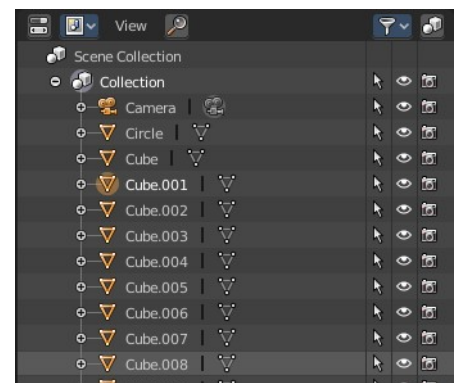 View
Scene Collection
Collection
Camera
Circle
Cube
Cube.001
Cube.002
Cube.003
Cube.004
Cube.005
Cube.006
Cube.007
Cube.008